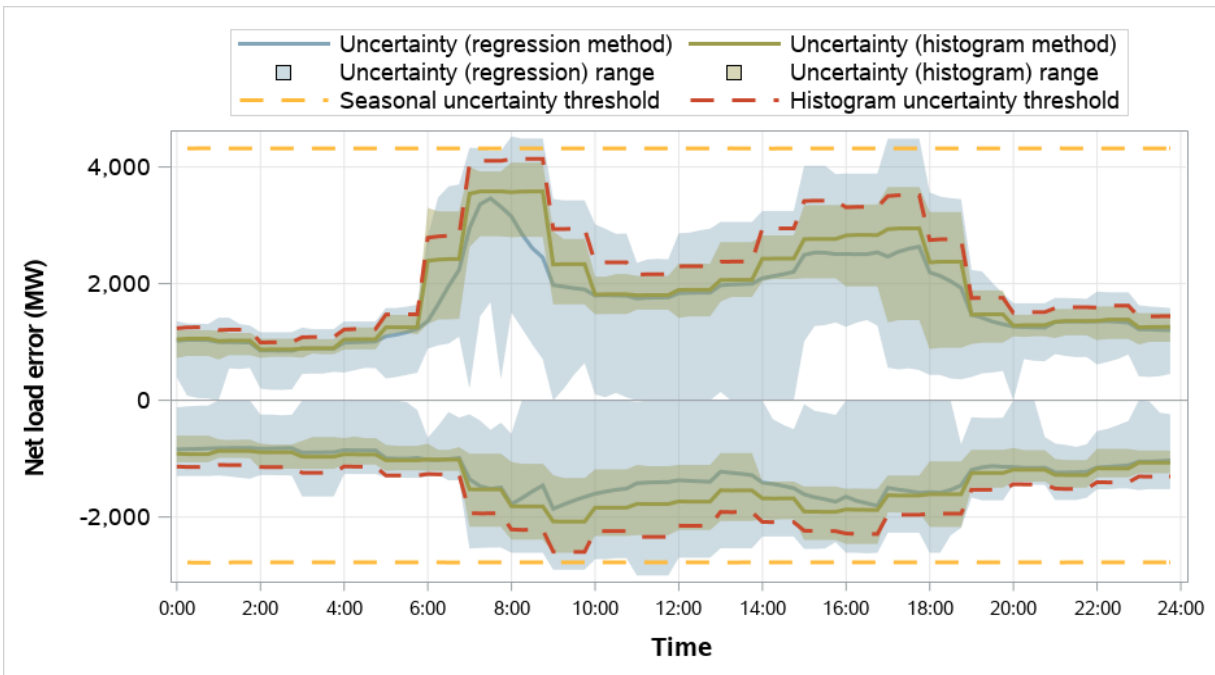 Uncertainty (regression method) Uncertainty (histogram method)
Uncertainty (regression) range Uncertainty (histogram) range
Seasonal uncertainty threshold Histogram uncertainty threshold
Net load error (MW)
4,000
2,000
0
-2,000
0:00 2:00 4:00 6:00 8:00 10:00 12:00 14:00 16:00 18:00 20:00 22:00 24:00
Time